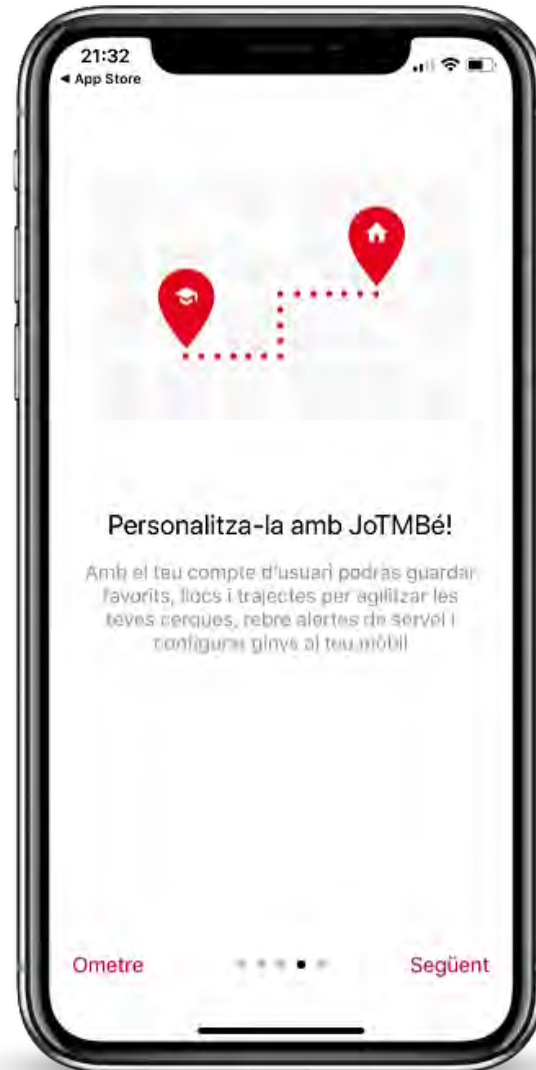 21:32
◀ App Store
Personalitza-la amb JoTMBé!
Amb el teu compte d'usuari podràs guardar
favorits, llocs i trajectes per agilitzar les
teves cerques, rebre alertes de servei i
configurar ginys al teu mòbil
Ometre
Següent